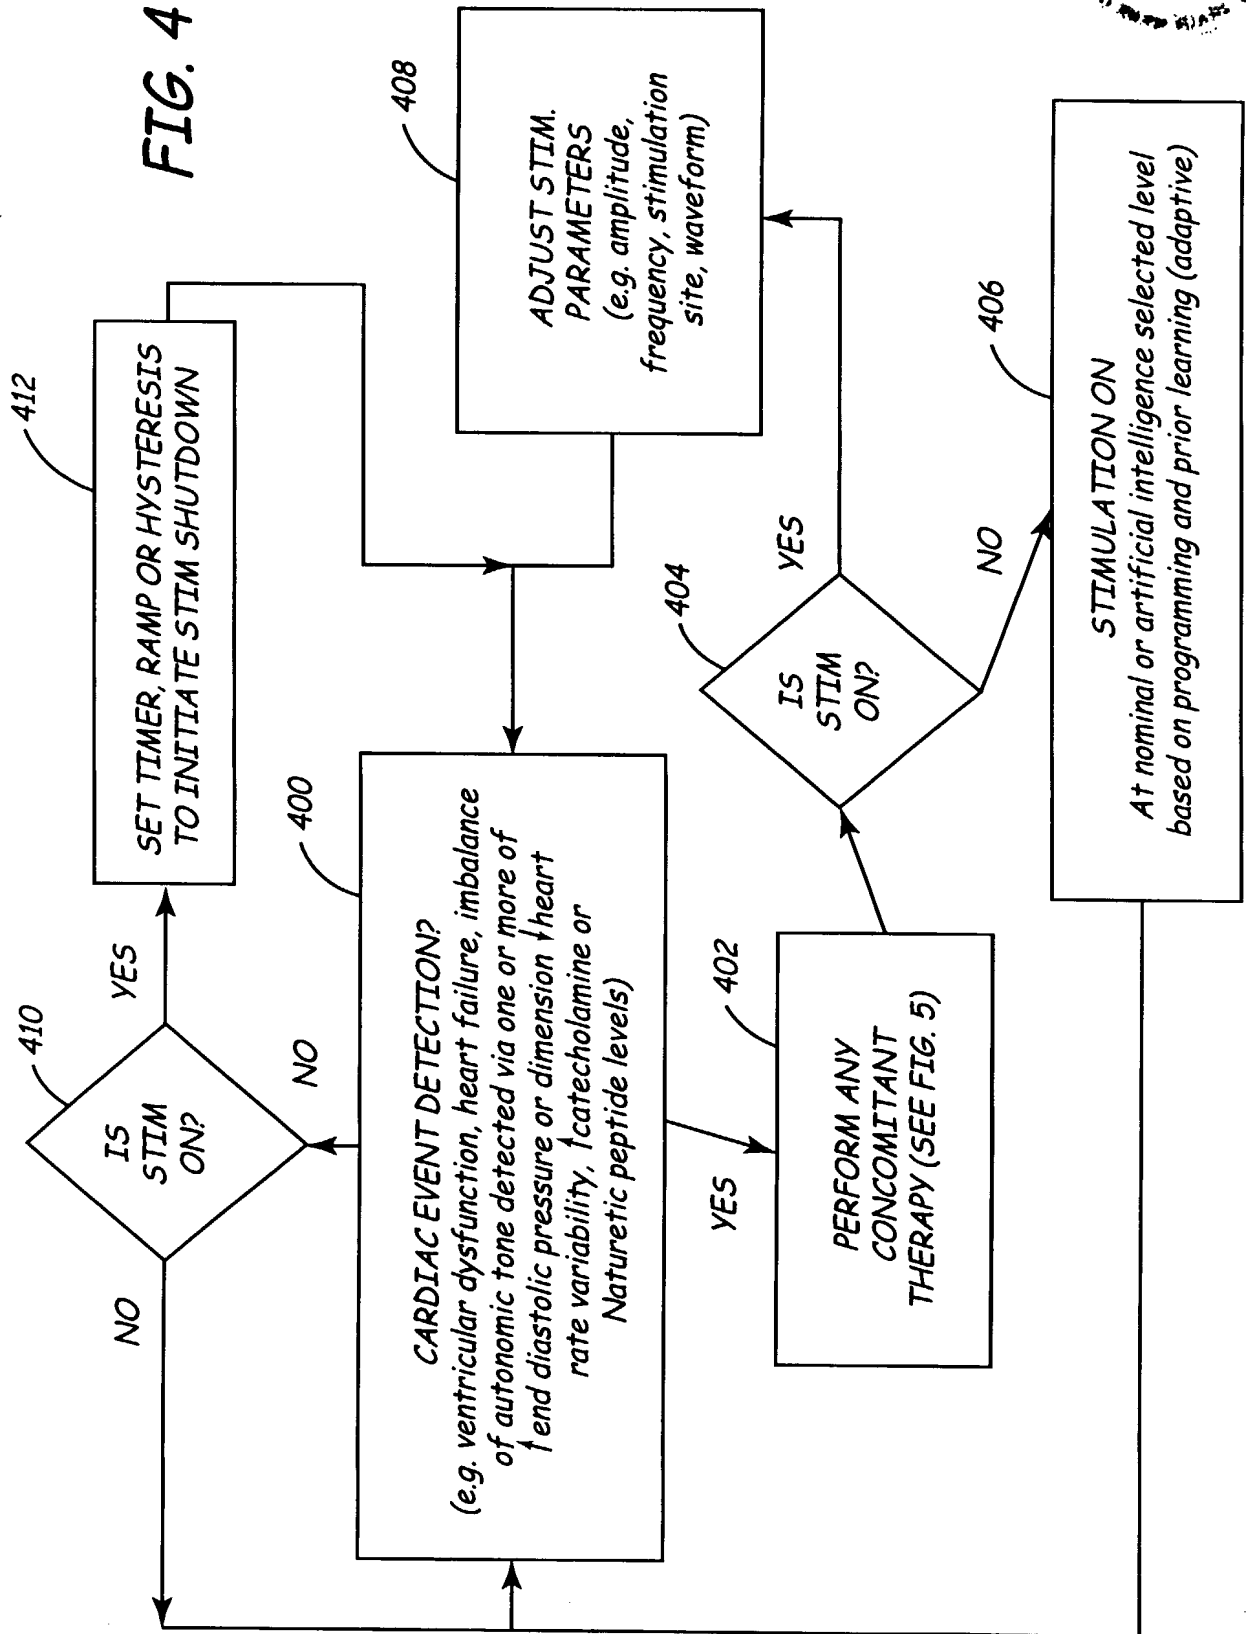 FIG. 4
412
SET TIMER, RAMP OR HYSTERESIS
TO INITIATE STIM SHUTDOWN
410
IS
STIM
ON?
YES
NO
NO
400
CARDIAC EVENT DETECTION?
(e.g. ventricular dysfunction, heart failure, imbalance
of autonomic tone detected via one or more of
↑end diastolic pressure or dimension ↓heart
rate variability, ↑catecholamine or
Naturetic peptide levels)
YES
402
PERFORM ANY
CONCOMITANT
THERAPY (SEE FIG. 5)
404
IS
STIM
ON?
YES
NO
408
ADJUST STIM.
PARAMETERS
(e.g. amplitude,
frequency, stimulation
site, waveform)
406
STIMULATION ON
At nominal or artificial intelligence selected level
based on programming and prior learning (adaptive)